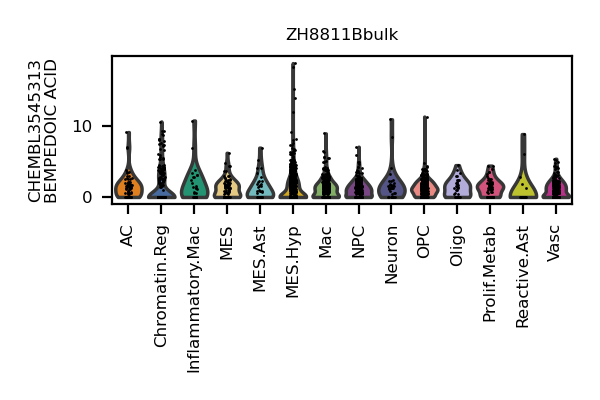 ZH8811Bbulk
CHEMBL3545313
BEMPEDOIC ACID
10
0
AC
Chromatin.Reg
Inflammatory.Mac
MES
MES.Ast
MES.Hyp
Mac
NPC
Neuron
OPC
Oligo
Prolif.Metab
Reactive.Ast
Vasc